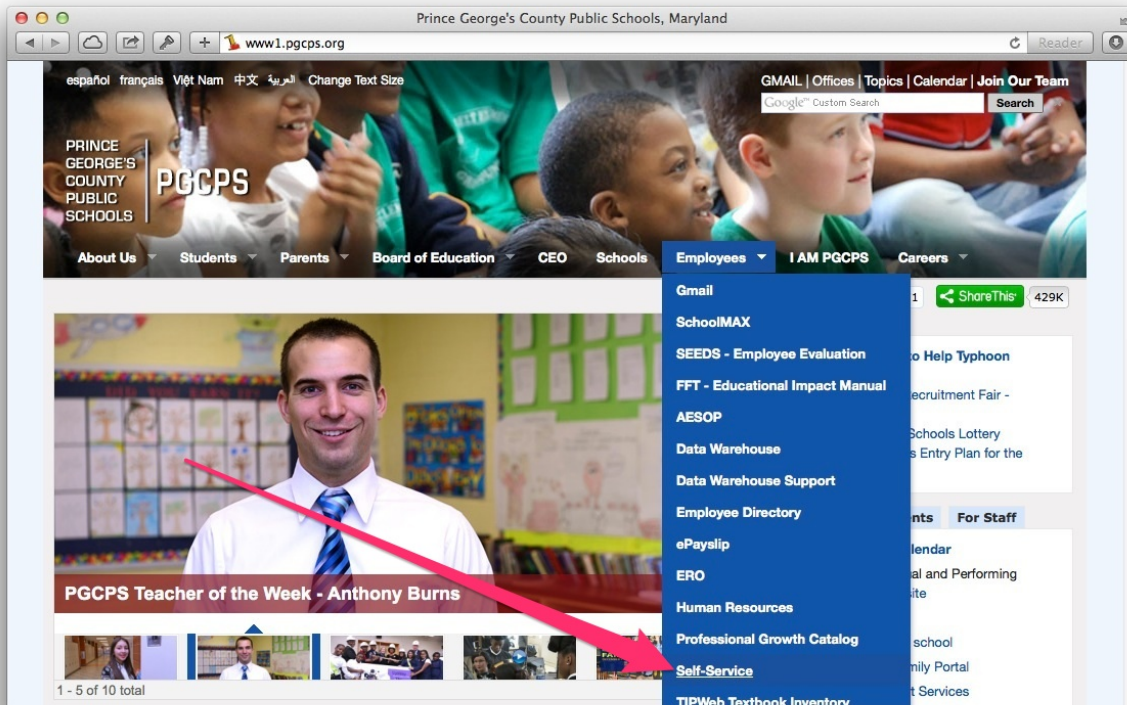 Prince George's County Public Schools, Maryland
www1.pgcps.org
Reader
español français Việt Nam 中文 العربية Change Text Size
GMAIL | Offices | Topics | Calendar | Join Our Team
Google™ Custom Search
Search
PRINCE
GEORGE'S
COUNTY
PUBLIC
SCHOOLS
PGCPS
About Us
Students
Parents
Board of Education
CEO
Schools
Employees
I AM PGCPS
Careers
Gmail
SchoolMAX
SEEDS - Employee Evaluation
FFT - Educational Impact Manual
AESOP
Data Warehouse
Data Warehouse Support
Employee Directory
ePayslip
ERO
Human Resources
Professional Growth Catalog
Self-Service
TIPWeb Textbook Inventory
1
ShareThis
429K
to Help Typhoon
ecruitment Fair -
Schools Lottery
s Entry Plan for the
nts
For Staff
lendar
al and Performing
site
school
mily Portal
t Services
PGCPS Teacher of the Week - Anthony Burns
1 - 5 of 10 total